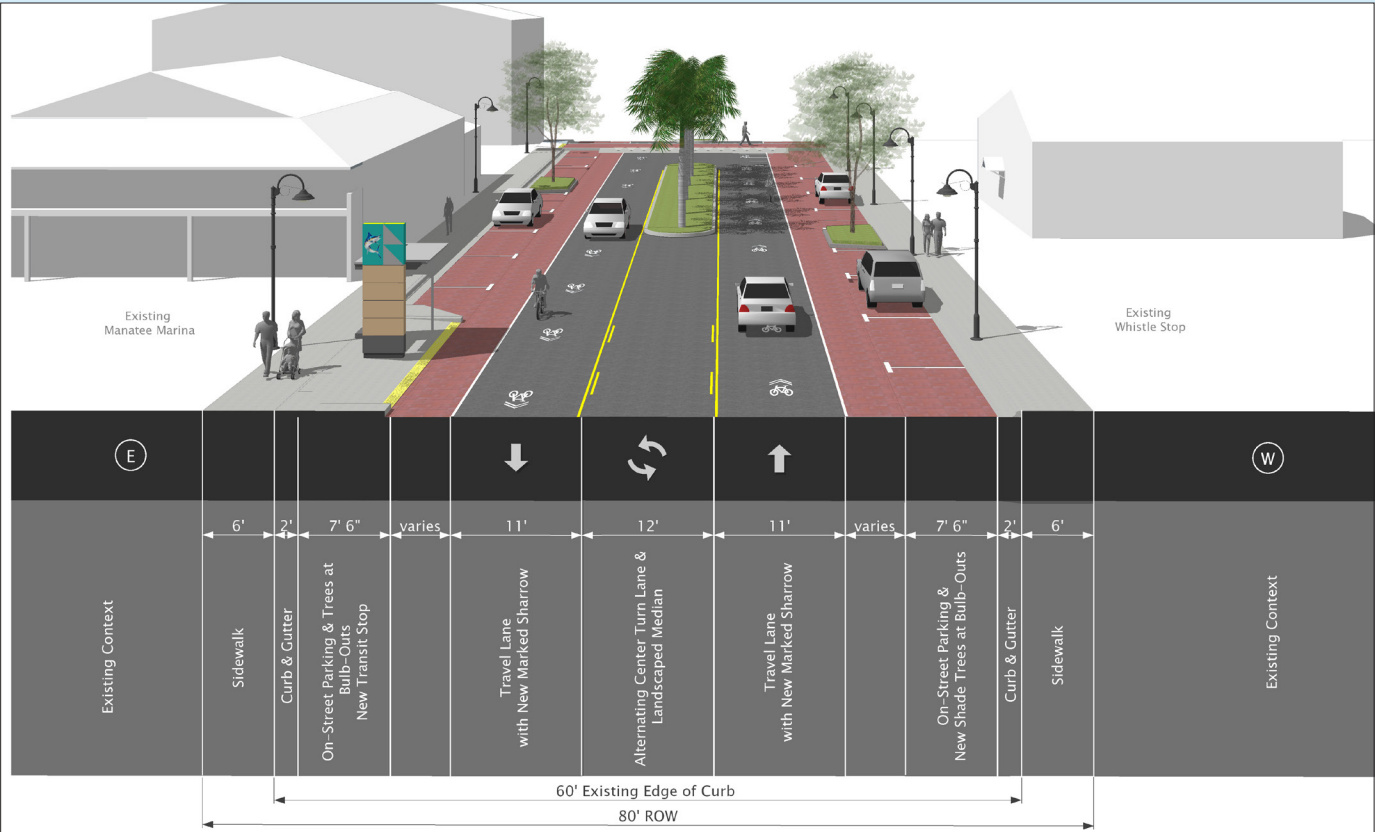 Existing
Manatee Marina
Existing
Whistle Stop
E
W
6'
2'
7' 6"
varies
11'
12'
11'
varies
7' 6"
2'
6'
Existing Context
Sidewalk
Curb & Gutter
On-Street Parking & Trees at
Bulb-Outs
New Transit Stop
Travel Lane
with New Marked Sharrow
Alternating Center Turn Lane &
Landscaped Median
Travel Lane
with New Marked Sharrow
On-Street Parking &
New Shade Trees at Bulb-Outs
Curb & Gutter
Sidewalk
Existing Context
60' Existing Edge of Curb
80' ROW